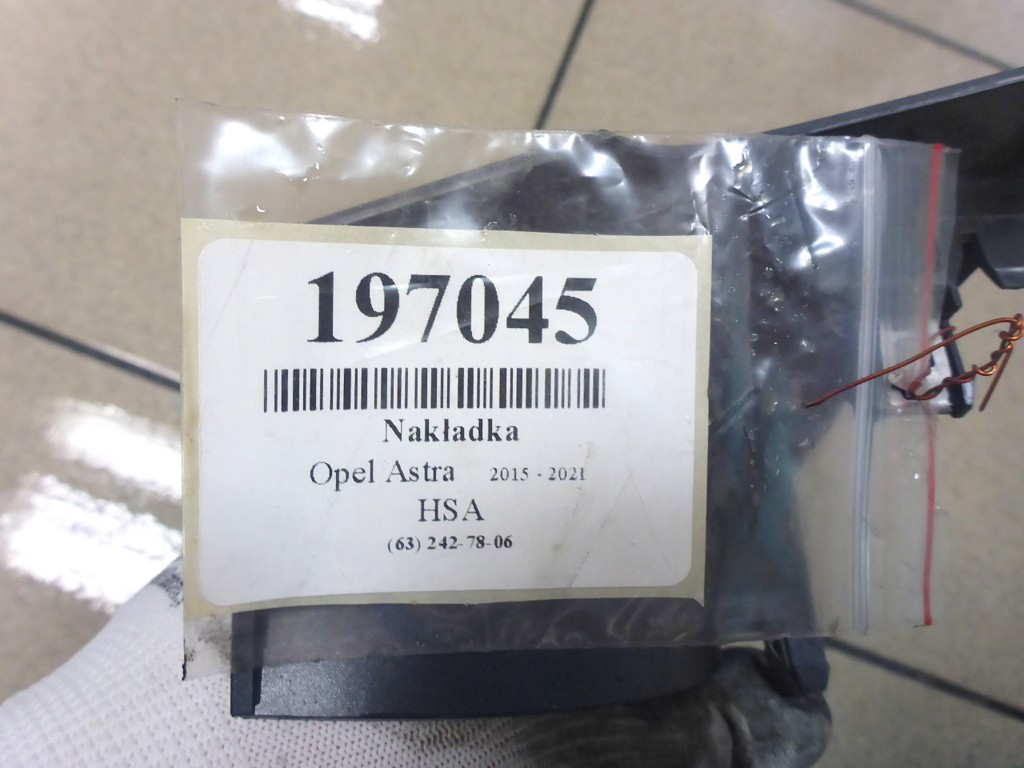 197045
Nakładka
Opel Astra 2015 - 2021
HSA
(63) 242-78-06